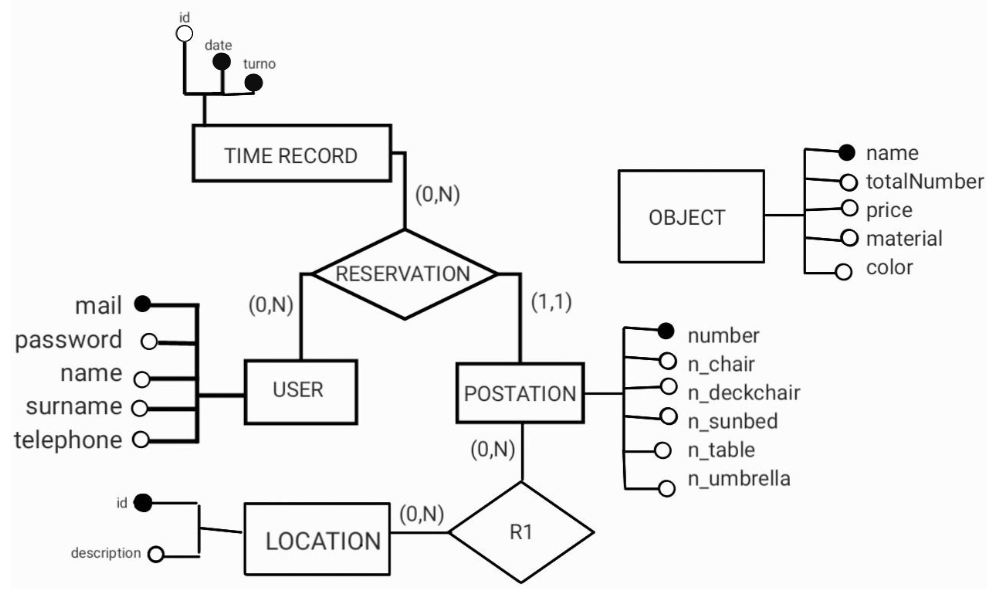 id
date
turno
TIME RECORD
(0,N)
name
totalNumber
price
material
color
OBJECT
RESERVATION
(0,N)
(1,1)
mail
password
name
surname
telephone
USER
POSTATION
number
n_chair
n_deckchair
n_sunbed
n_table
n_umbrella
(0,N)
id
description
LOCATION
(0,N)
R1